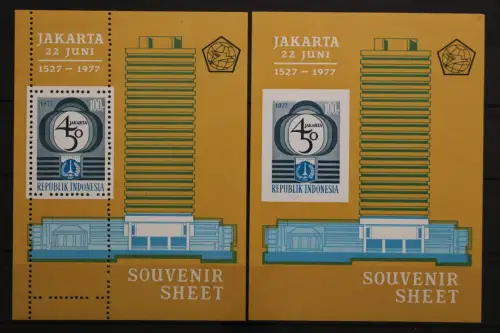 JAKARTA
22 JUNI
1527 - 1977
1977 100,-
450
JAKARTA
REPUBLIK INDONESIA
SOUVENIR
SHEET
JAKARTA
22 JUNI
1527 - 1977
1977 100,-
450
JAKARTA
REPUBLIK INDONESIA
SOUVENIR
SHEET